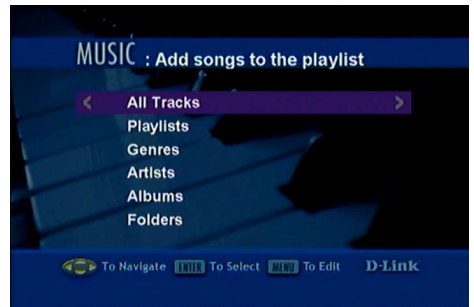 MUSIC : Add songs to the playlist
< All Tracks >
Playlists
Genres
Artists
Albums
Folders
To Navigate ENTER To Select MENU To Edit D-Link